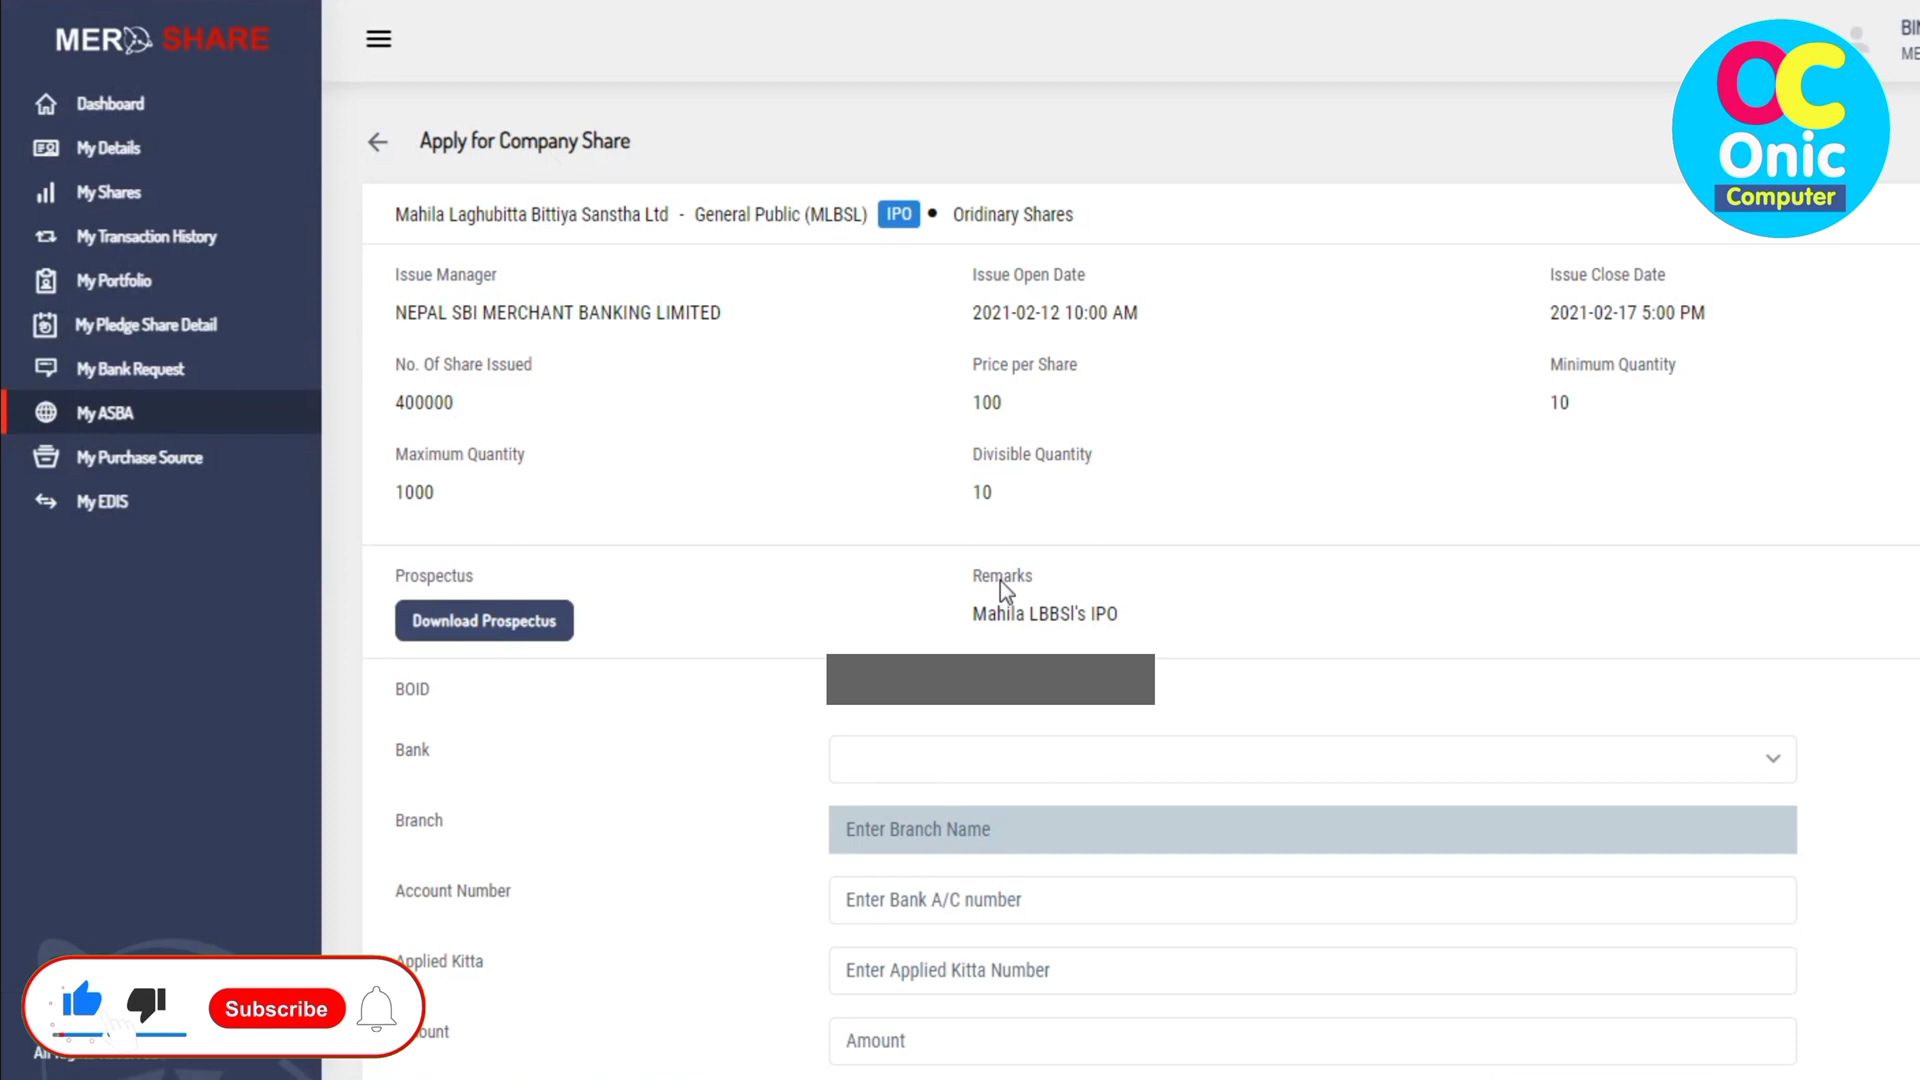 MERO SHARE
BI
ME
OC
Onic
Computer
Dashboard
My Details
My Shares
My Transaction History
My Portfolio
My Pledge Share Detail
My Bank Request
My ASBA
My Purchase Source
My EDIS
Apply for Company Share
Mahila Laghubitta Bittiya Sanstha Ltd - General Public (MLBSL) IPO • Oridinary Shares
Issue Manager
NEPAL SBI MERCHANT BANKING LIMITED
Issue Open Date
2021-02-12 10:00 AM
Issue Close Date
2021-02-17 5:00 PM
No. Of Share Issued
400000
Price per Share
100
Minimum Quantity
10
Maximum Quantity
1000
Divisible Quantity
10
Prospectus
Download Prospectus
Remarks
Mahila LBBSl's IPO
BOID
Bank
Branch
Enter Branch Name
Account Number
Enter Bank A/C number
Applied Kitta
Enter Applied Kitta Number
ount
Amount
Subscribe